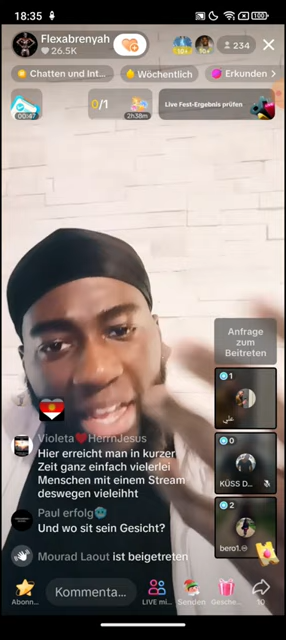 18:35
100
Flexabrenyah
26.5K
234
Chatten und Int...
Wöchentlich
Erkunden >
00:47
0/1
2h38m
Live Fest-Ergebnis prüfen
Anfrage
zum
Beitreten
1
0
KÜSS D...
2
bero1.
Violeta❤️HerrnJesus
Hier erreicht man in kurzer
Zeit ganz einfach vielerlei
Menschen mit einem Stream
deswegen vieleihht
Paul erfolg
Und wo sit sein Gesicht?
Mourad Laout ist beigetreten
Kommenta...
Abonn...
LIVE mi...
Senden
Gesche...
10